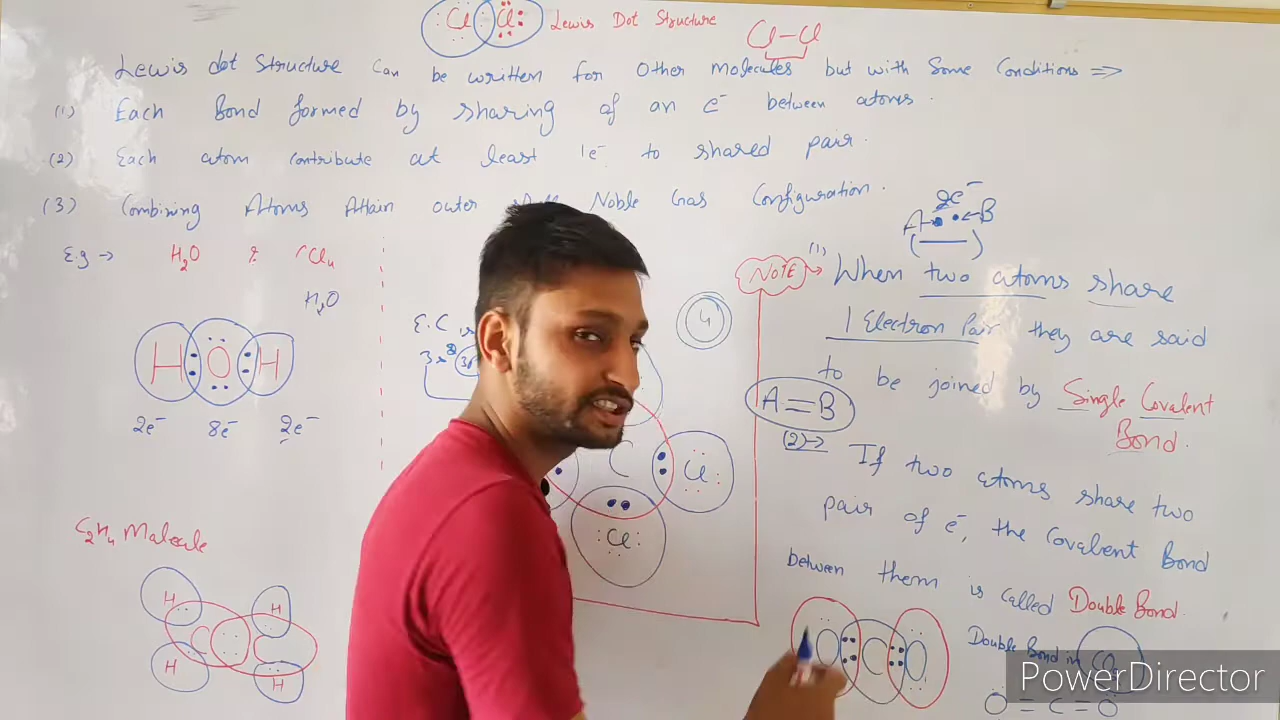 Cl Cl Lewis Dot Structure Cl-Cl
Lewis dot Structure Can be written for Other molecules but with Some Conditions ⇒
(1) Each Bond formed by sharing of an e⁻ between atoms.
(2) Each atom contribute at least 1e⁻ to shared pair.
(3) Combining Atoms Attain outer Noble Gas Configuration.
E.g → H₂O & CCl₄
H₂O
H O H
2e⁻ 8e⁻ 2e⁻
C₂H₄ Malecule
H H
C C
H H
E.C
4
C Cl
Cl
2e⁻
A B
NOTE → (1) When two atoms share
1 Electron Pair they are said
to be joined by Single Covalent
Bond.
A=B
(2)→ If two atoms share two
pair of e⁻, the Covalent Bond
between them is called Double Bond.
O C O
Double Bond in
O = C = O
PowerDirector